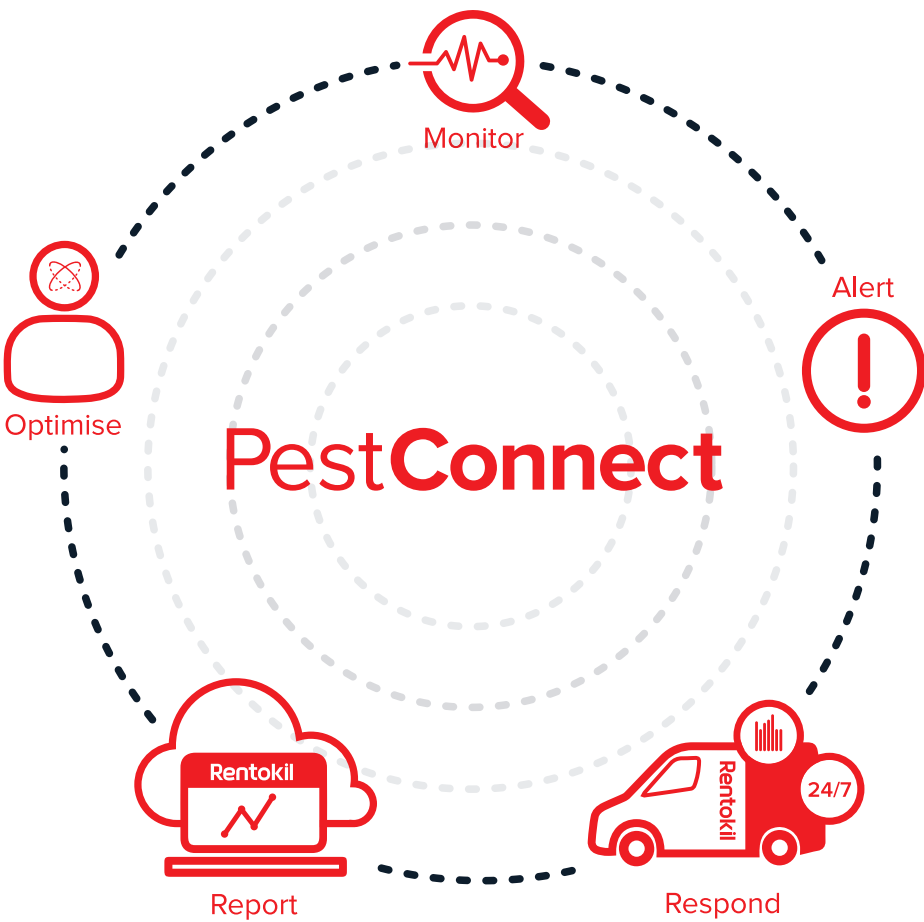 Monitor
Alert
Optimise
PestConnect
Rentokil
Rentokil
24/7
Report
Respond